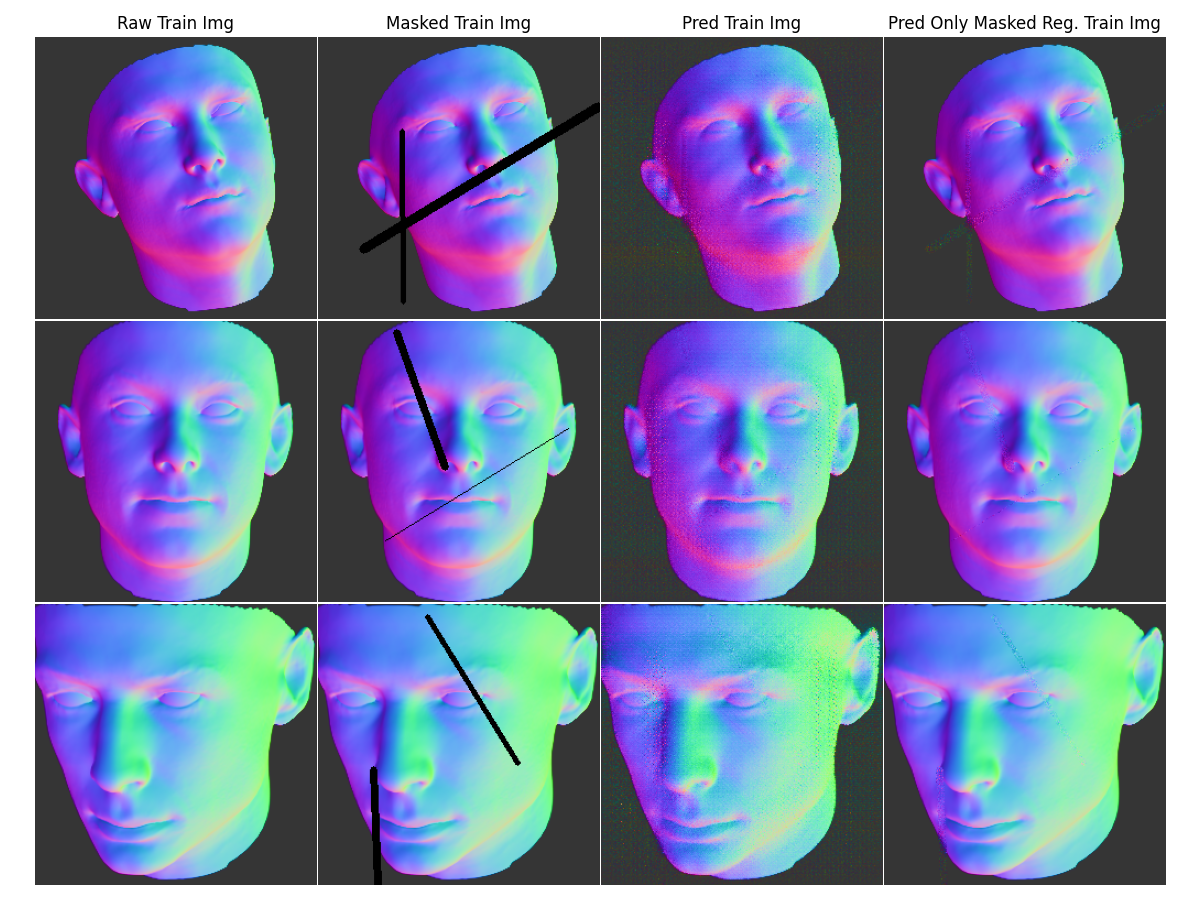 Raw Train Img
Masked Train Img
Pred Train Img
Pred Only Masked Reg. Train Img